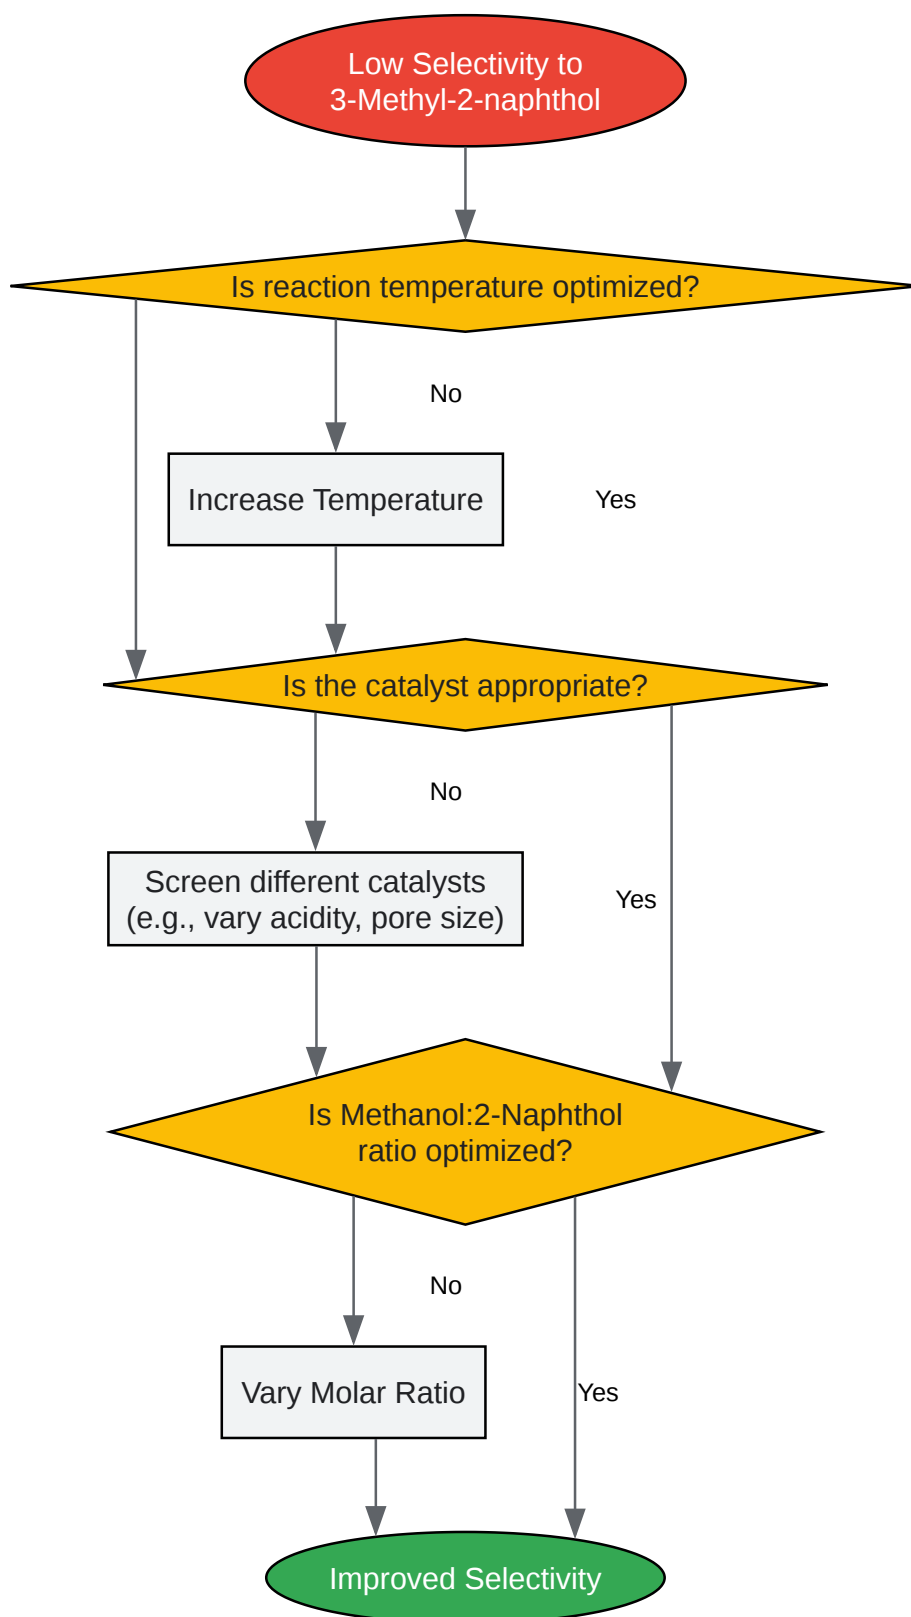 Low Selectivity to
3-Methyl-2-naphthol
Is reaction temperature optimized?
No
Increase Temperature
Yes
Is the catalyst appropriate?
No
Screen different catalysts
(e.g., vary acidity, pore size)
Yes
Is Methanol:2-Naphthol
ratio optimized?
No
Vary Molar Ratio
Yes
Improved Selectivity